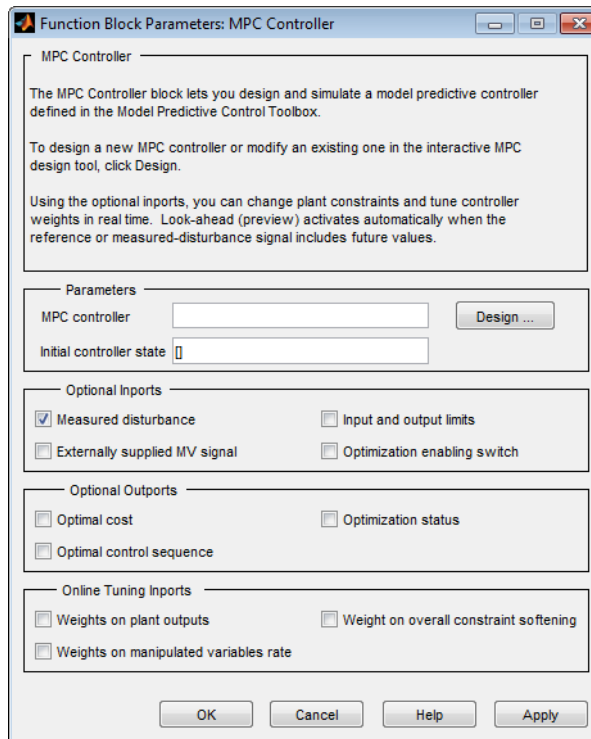 Function Block Parameters: MPC Controller
MPC Controller
The MPC Controller block lets you design and simulate a model predictive controller
defined in the Model Predictive Control Toolbox.
To design a new MPC controller or modify an existing one in the interactive MPC
design tool, click Design.
Using the optional inports, you can change plant constraints and tune controller
weights in real time.  Look-ahead (preview) activates automatically when the
reference or measured-disturbance signal includes future values.
Parameters
MPC controller
Design ...
Initial controller state []
Optional Inports
Measured disturbance
Input and output limits
Externally supplied MV signal
Optimization enabling switch
Optional Outports
Optimal cost
Optimization status
Optimal control sequence
Online Tuning Inports
Weights on plant outputs
Weight on overall constraint softening
Weights on manipulated variables rate
OK
Cancel
Help
Apply